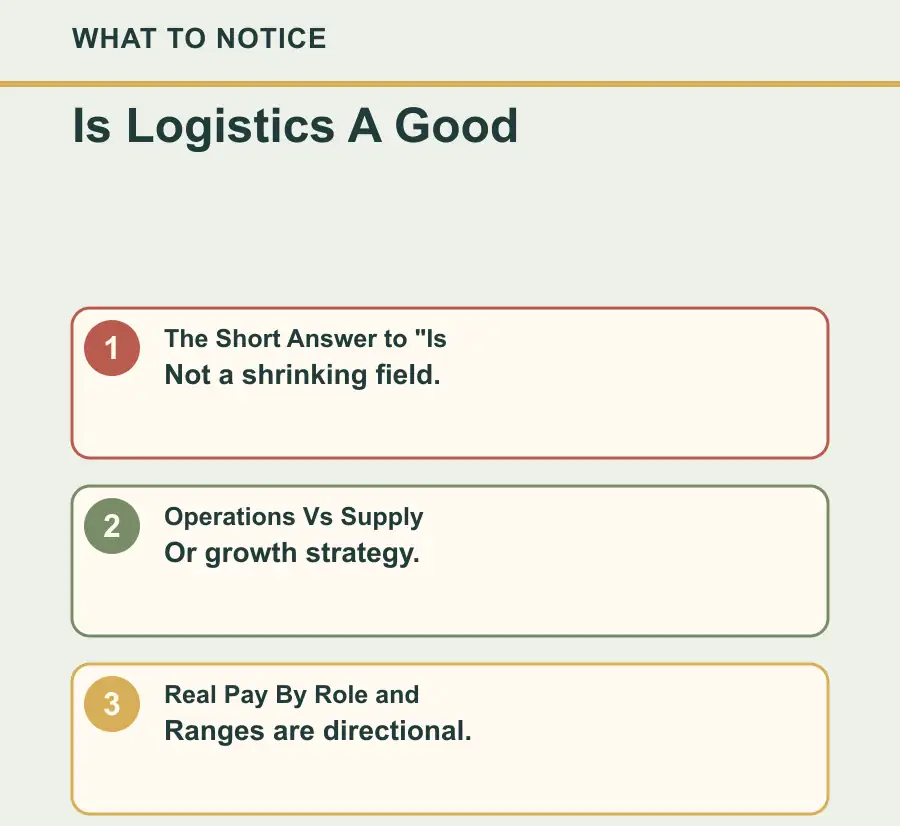 WHAT TO NOTICE
Is Logistics A Good
1
The Short Answer to "Is
Not a shrinking field.
2
Operations Vs Supply
Or growth strategy.
3
Real Pay By Role and
Ranges are directional.